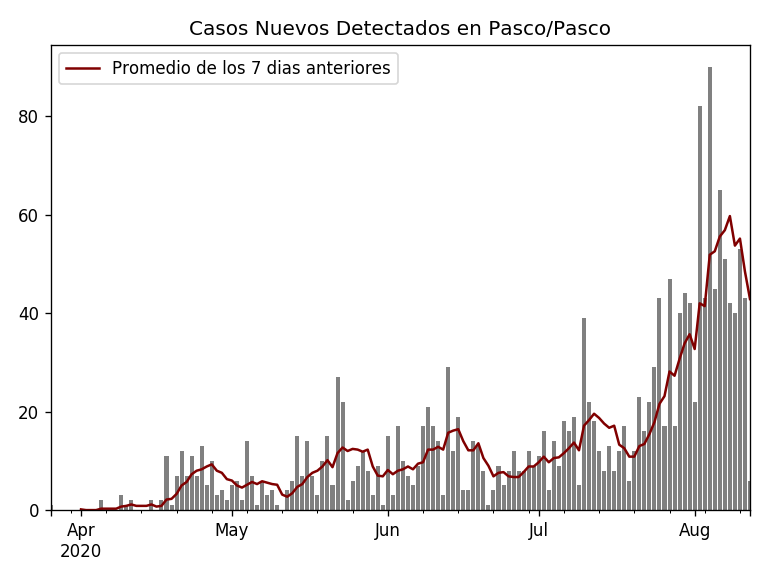 Casos Nuevos Detectados en Pasco/Pasco
Promedio de los 7 dias anteriores
80
60
40
20
0
Apr May Jun Jul Aug
2020